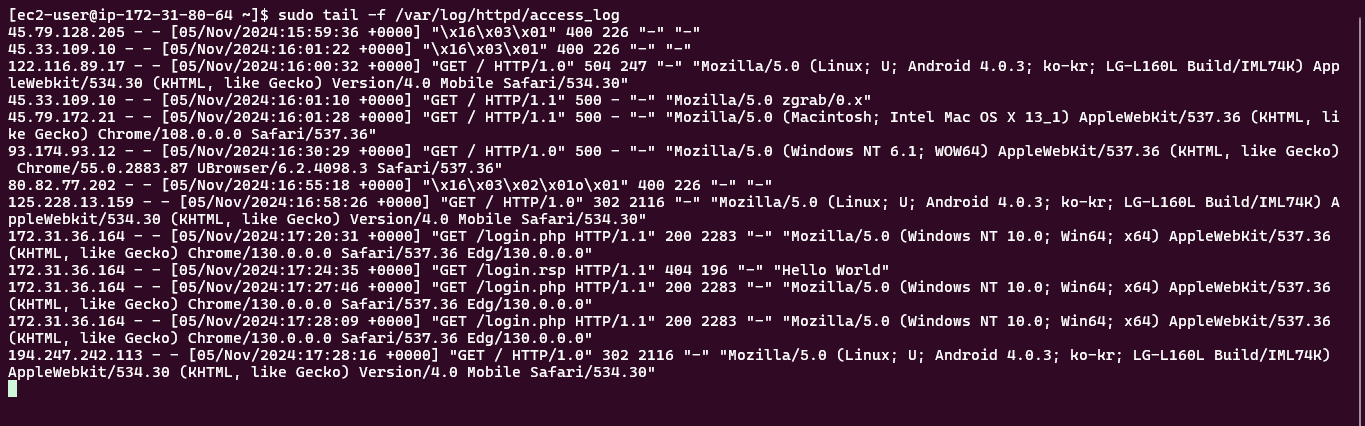 [ec2-user@ip-172-31-80-64 ~]$ sudo tail -f /var/log/httpd/access_log
45.79.128.205 - - [05/Nov/2024:15:59:36 +0000] "\x16\x03\x01" 400 226 "-" "-"
45.33.109.10 - - [05/Nov/2024:16:01:22 +0000] "\x16\x03\x01" 400 226 "-" "-"
122.116.89.17 - - [05/Nov/2024:16:00:32 +0000] "GET / HTTP/1.0" 504 247 "-" "Mozilla/5.0 (Linux; U; Android 4.0.3; ko-kr; LG-L160L Build/IML74K) App
leWebkit/534.30 (KHTML, like Gecko) Version/4.0 Mobile Safari/534.30"
45.33.109.10 - - [05/Nov/2024:16:01:10 +0000] "GET / HTTP/1.1" 500 - "-" "Mozilla/5.0 zgrab/0.x"
45.79.172.21 - - [05/Nov/2024:16:01:28 +0000] "GET / HTTP/1.1" 500 - "-" "Mozilla/5.0 (Macintosh; Intel Mac OS X 13_1) AppleWebKit/537.36 (KHTML, li
ke Gecko) Chrome/108.0.0.0 Safari/537.36"
93.174.93.12 - - [05/Nov/2024:16:30:29 +0000] "GET / HTTP/1.0" 500 - "-" "Mozilla/5.0 (Windows NT 6.1; WOW64) AppleWebKit/537.36 (KHTML, like Gecko)
 Chrome/55.0.2883.87 UBrowser/6.2.4098.3 Safari/537.36"
80.82.77.202 - - [05/Nov/2024:16:55:18 +0000] "\x16\x03\x02\x01o\x01" 400 226 "-" "-"
125.228.13.159 - - [05/Nov/2024:16:58:26 +0000] "GET / HTTP/1.0" 302 2116 "-" "Mozilla/5.0 (Linux; U; Android 4.0.3; ko-kr; LG-L160L Build/IML74K) A
ppleWebkit/534.30 (KHTML, like Gecko) Version/4.0 Mobile Safari/534.30"
172.31.36.164 - - [05/Nov/2024:17:20:31 +0000] "GET /login.php HTTP/1.1" 200 2283 "-" "Mozilla/5.0 (Windows NT 10.0; Win64; x64) AppleWebKit/537.36
(KHTML, like Gecko) Chrome/130.0.0.0 Safari/537.36 Edg/130.0.0.0"
172.31.36.164 - - [05/Nov/2024:17:24:35 +0000] "GET /login.rsp HTTP/1.1" 404 196 "-" "Hello World"
172.31.36.164 - - [05/Nov/2024:17:27:46 +0000] "GET /login.php HTTP/1.1" 200 2283 "-" "Mozilla/5.0 (Windows NT 10.0; Win64; x64) AppleWebKit/537.36
(KHTML, like Gecko) Chrome/130.0.0.0 Safari/537.36 Edg/130.0.0.0"
172.31.36.164 - - [05/Nov/2024:17:28:09 +0000] "GET /login.php HTTP/1.1" 200 2283 "-" "Mozilla/5.0 (Windows NT 10.0; Win64; x64) AppleWebKit/537.36
(KHTML, like Gecko) Chrome/130.0.0.0 Safari/537.36 Edg/130.0.0.0"
194.247.242.113 - - [05/Nov/2024:17:28:16 +0000] "GET / HTTP/1.0" 302 2116 "-" "Mozilla/5.0 (Linux; U; Android 4.0.3; ko-kr; LG-L160L Build/IML74K)
AppleWebkit/534.30 (KHTML, like Gecko) Version/4.0 Mobile Safari/534.30"